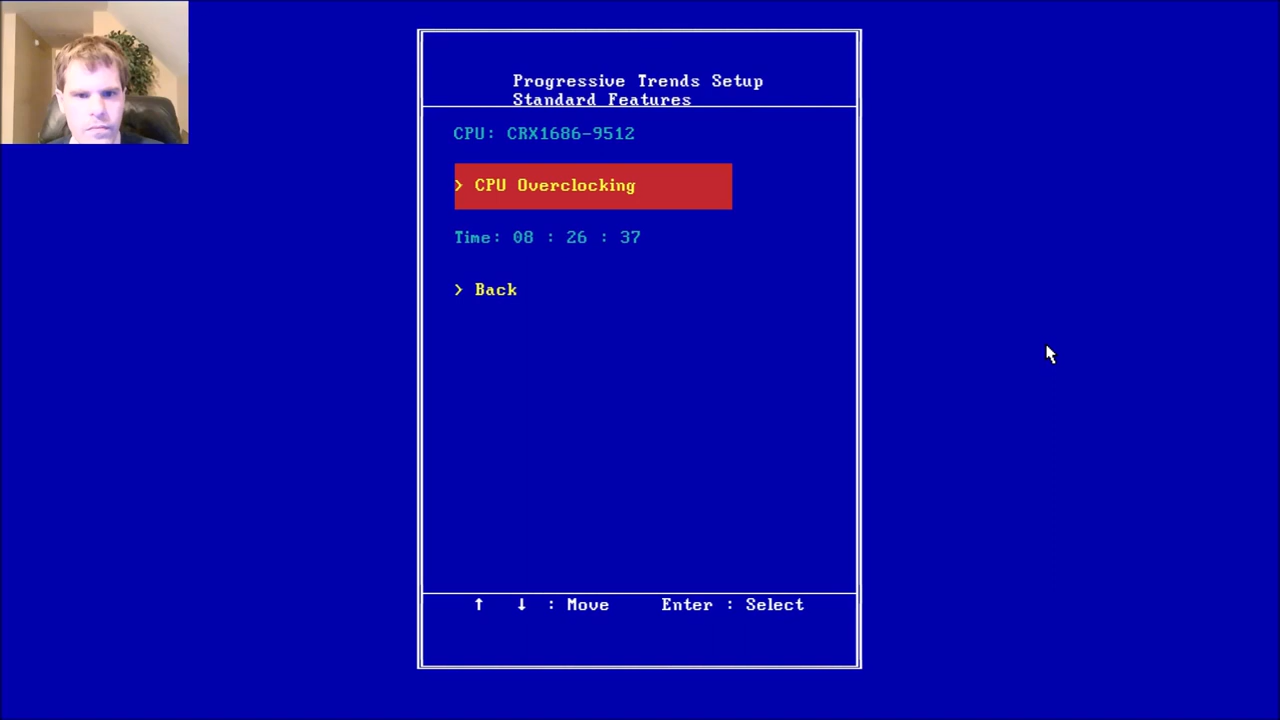 Progressive Trends Setup
Standard Features
CPU: CRX1686-9512
> CPU Overclocking
Time: 08 : 26 : 37
> Back
↑ ↓ : Move Enter : Select